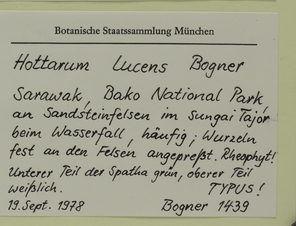 Botanische Staatssammlung München
Hottarum Lucens Bogner
Sarawak, Bako National Park,
an Sandsteinfelsen im Sungai Tajor
beim Wasserfall, häufig; Wurzeln
fest an den Felsen angepreßt. Rheophyt!
Unterer Teil der Spatha grün, oberer Teil
weißlich. TYPUS!
19. Sept. 1978 Bogner 1439